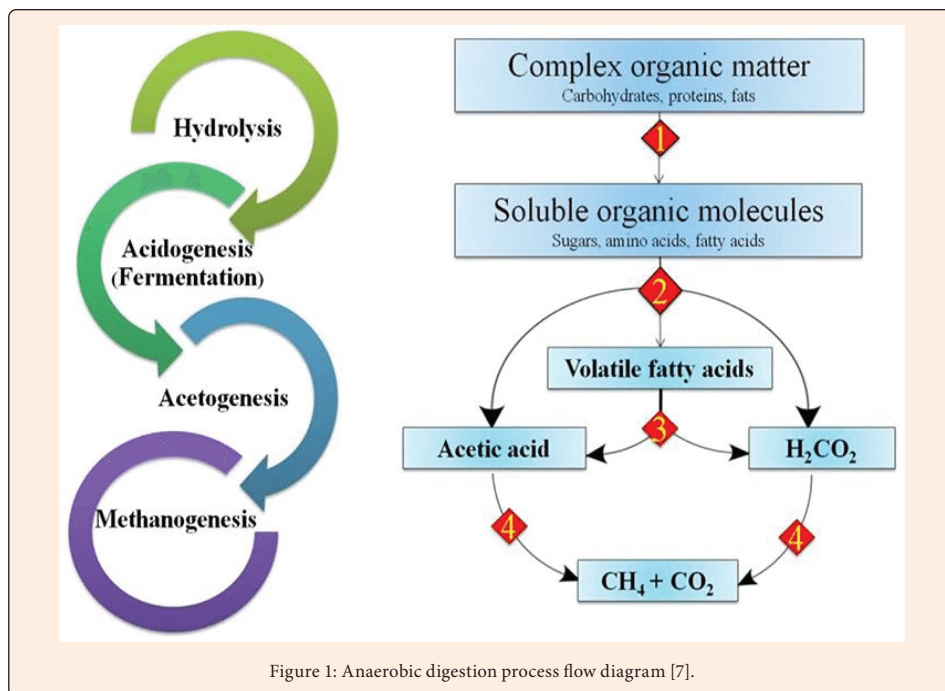 Hydrolysis
Acidogenesis
(Fermentation)
Acetogenesis
Methanogenesis
Complex organic matter
Carbohydrates, proteins, fats
1
Soluble organic molecules
Sugars, amino acids, fatty acids
2
Volatile fatty acids
3
Acetic acid
H₂CO₂
4
4
CH₄ + CO₂
Figure 1: Anaerobic digestion process flow diagram [7].